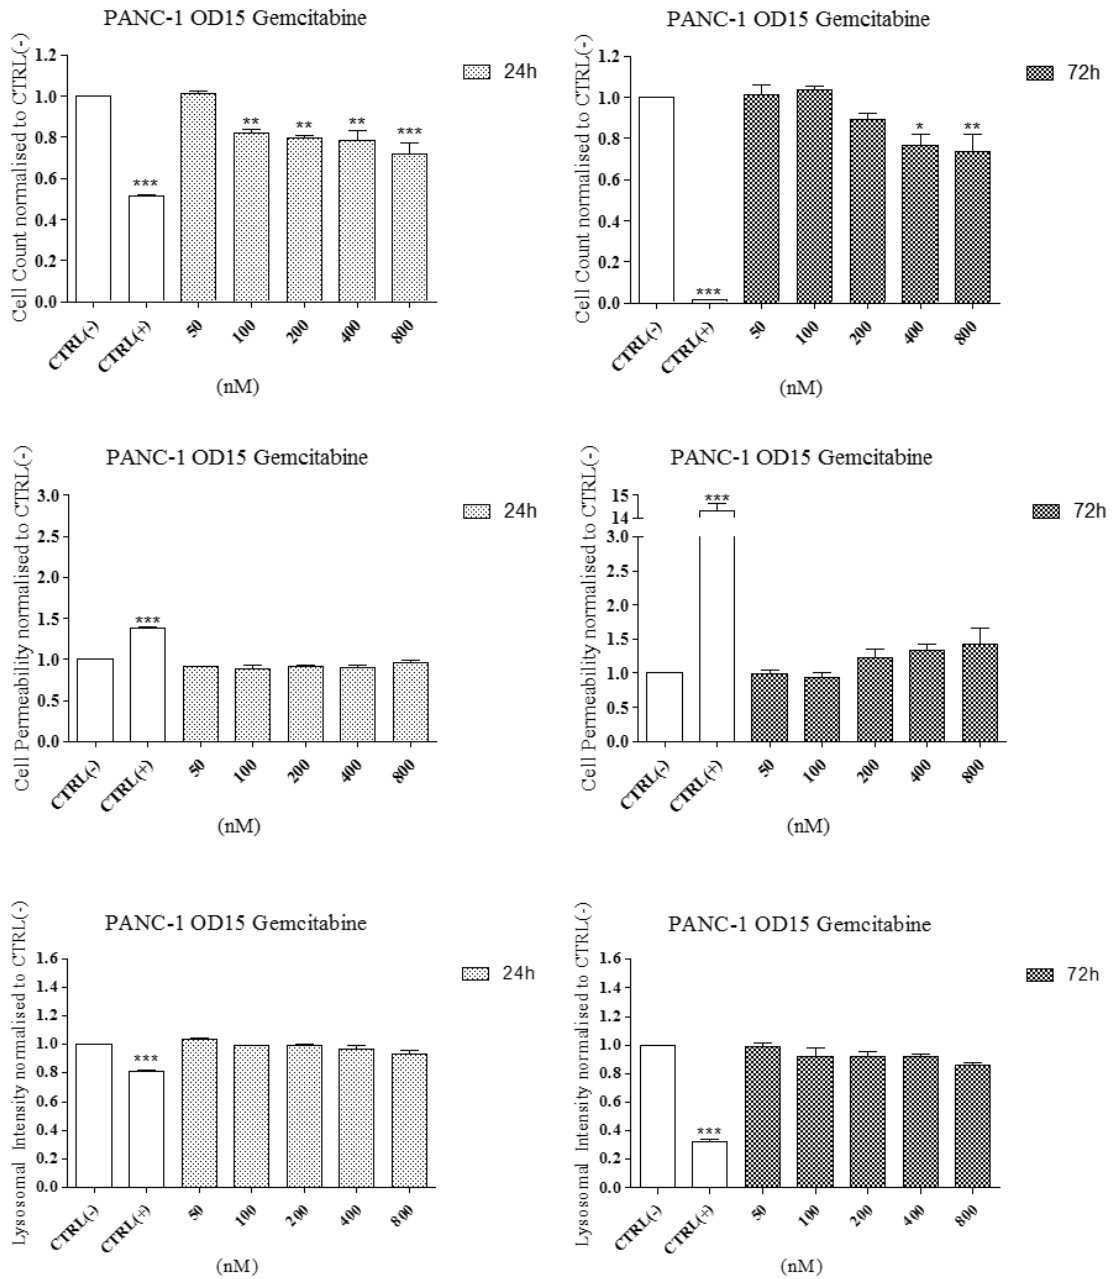 PANC-1 OD15 Gemcitabine
Cell Count normalised to CTRL(-)
1.2
1.0
0.8
0.6
0.4
0.2
0.0
***
**
**
**
***
24h
CTRL(-)
CTRL(+)
50
100
200
400
800
(nM)
PANC-1 OD15 Gemcitabine
Cell Count normalised to CTRL(-)
1.2
1.0
0.8
0.6
0.4
0.2
0.0
***
*
**
72h
CTRL(-)
CTRL(+)
50
100
200
400
800
(nM)
PANC-1 OD15 Gemcitabine
Cell Permeability normalised to CTRL(-)
3.0
2.5
2.0
1.5
1.0
0.5
0.0
***
24h
CTRL(-)
CTRL(+)
50
100
200
400
800
(nM)
PANC-1 OD15 Gemcitabine
Cell Permeability normalised to CTRL(-)
15
14
3.0
2.5
2.0
1.5
1.0
0.5
0.0
***
72h
CTRL(-)
CTRL(+)
50
100
200
400
800
(nM)
PANC-1 OD15 Gemcitabine
Lysosomal Intensity normalised to CTRL(-)
1.6
1.4
1.2
1.0
0.8
0.6
0.4
0.2
0.0
***
24h
CTRL(-)
CTRL(+)
50
100
200
400
800
(nM)
PANC-1 OD15 Gemcitabine
Lysosomal Intensity normalised to CTRL(-)
1.6
1.4
1.2
1.0
0.8
0.6
0.4
0.2
0.0
***
72h
CTRL(-)
CTRL(+)
50
100
200
400
800
(nM)